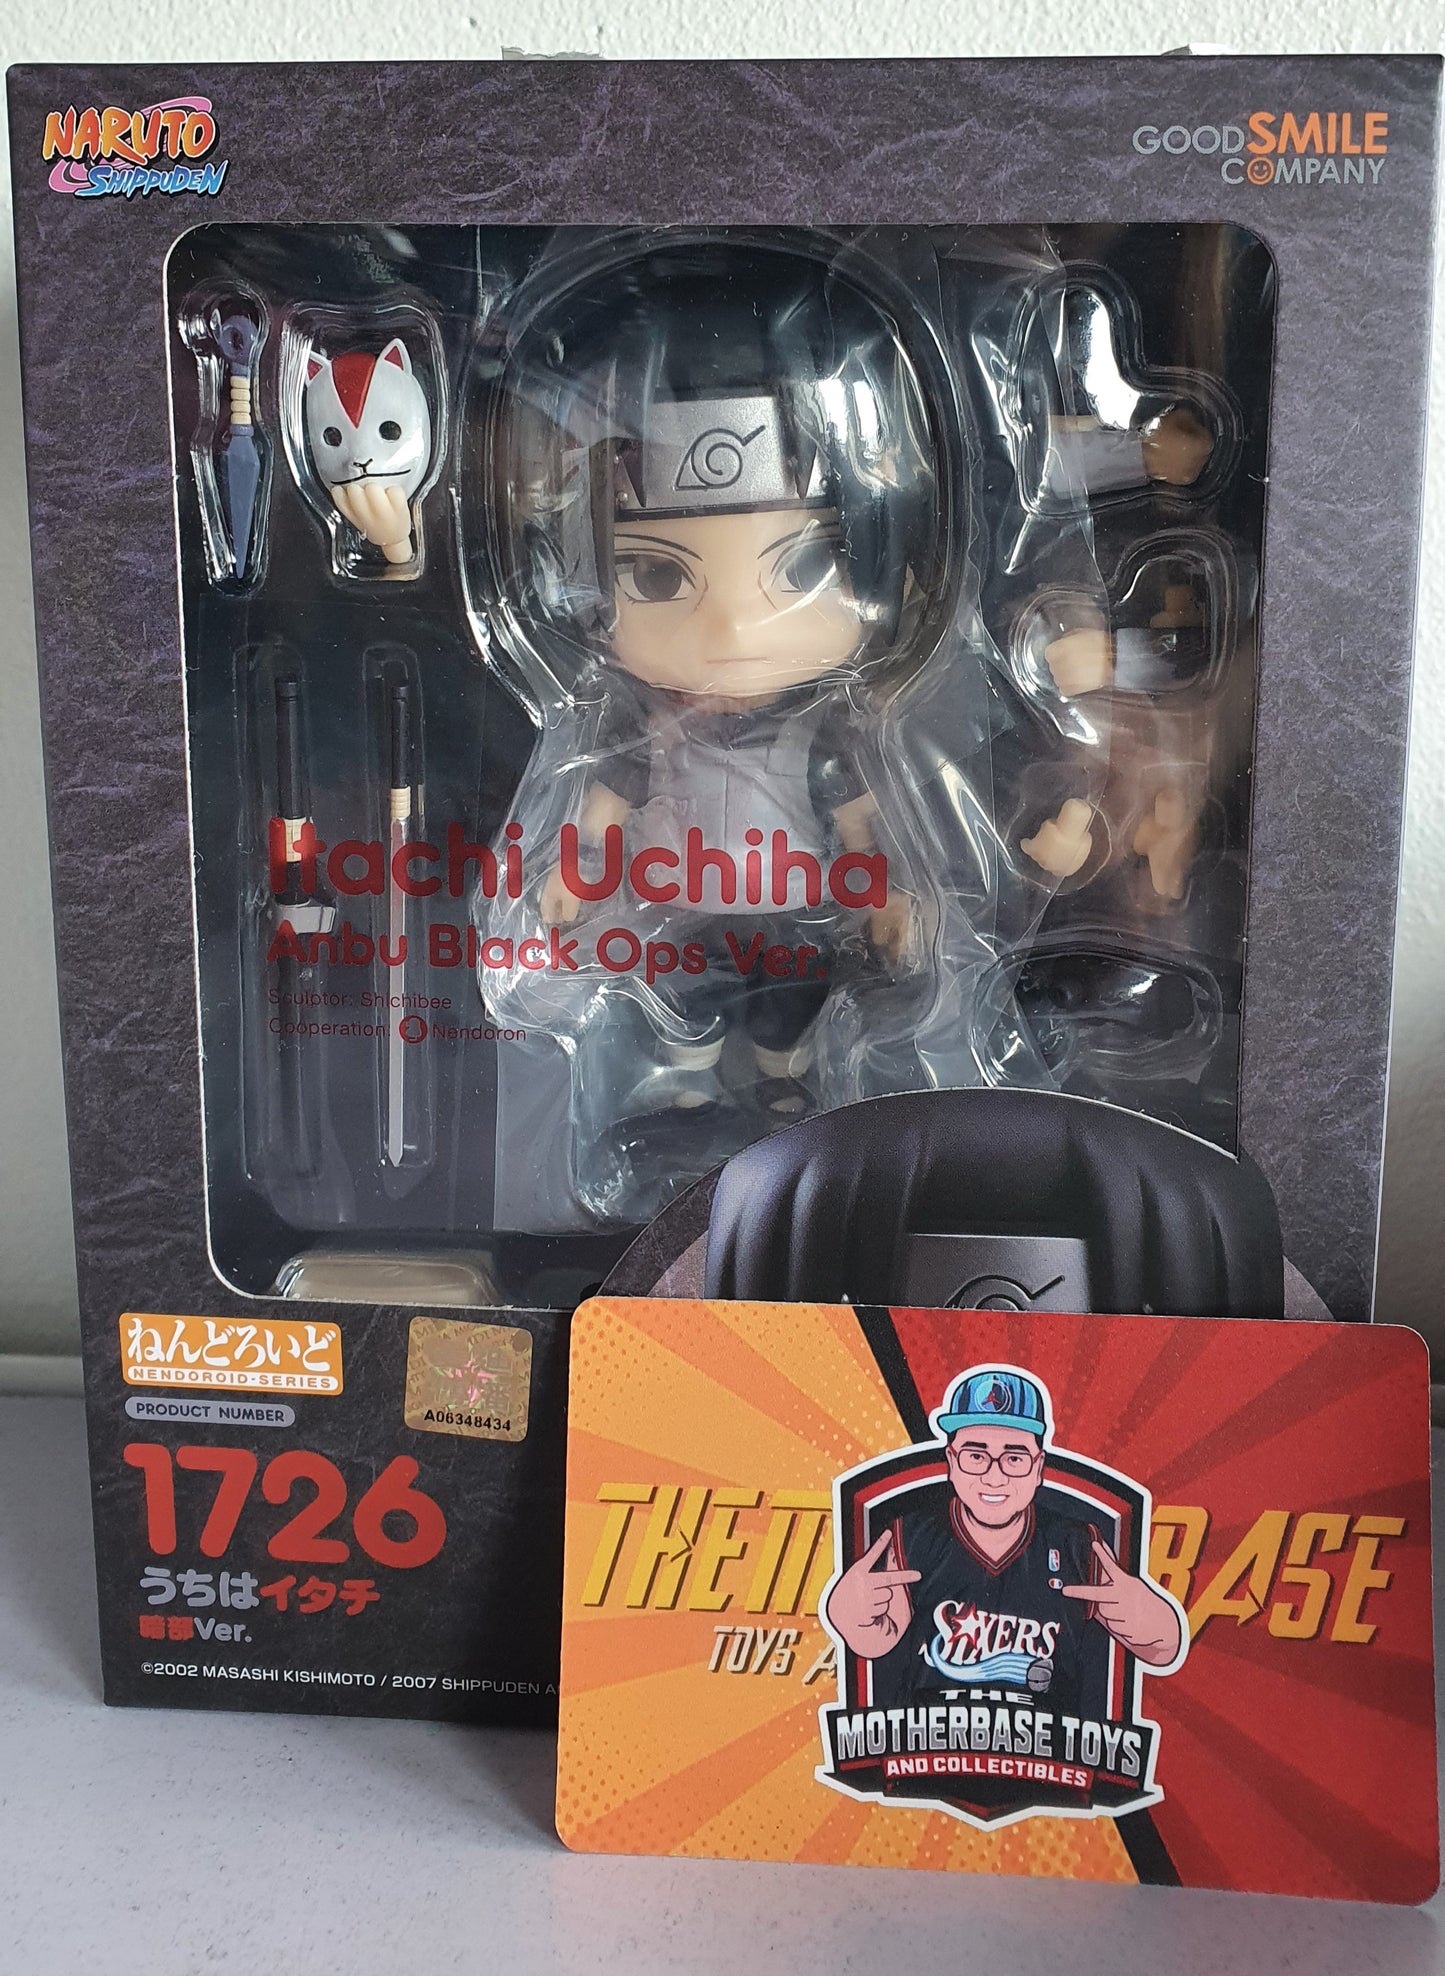 NARUTO
SHIPPUDEN
GOOD SMILE
COMPANY
Itachi Uchiha
Anbu Black Ops Ver.
Sculptor: Shichibee
Cooperation: Nendoron
ねんどろいど
NENDOROID-SERIES
PRODUCT NUMBER
A06348434
1726
うちはイタチ
暗部Ver.
©2002 MASASHI KISHIMOTO / 2007 SHIPPUDEN
BASE
TOYS
SIXERS
THE
MOTHERBASE TOYS
AND COLLECTIBLES